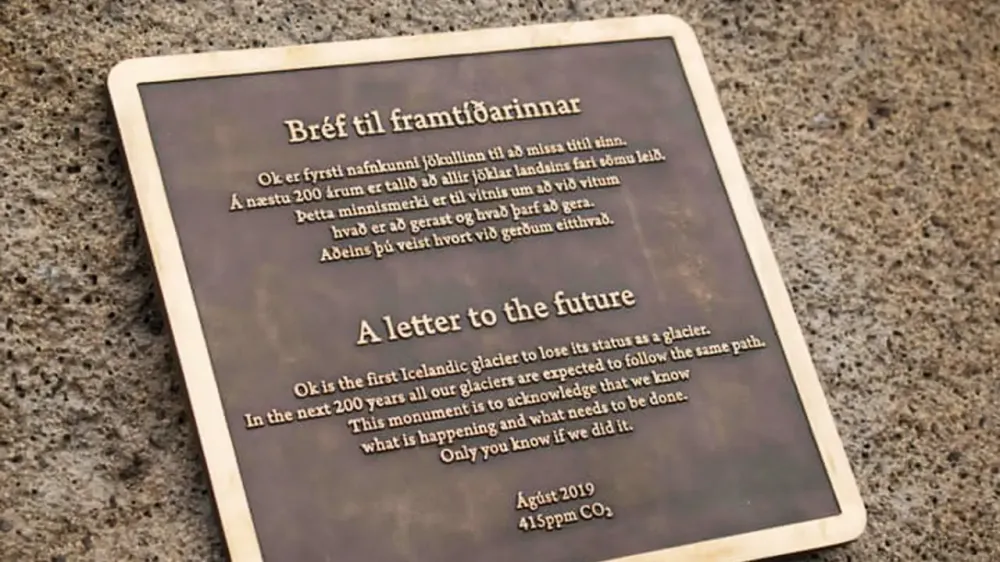 Bréf til framtíðarinnar
Ok er fyrsti nafnkunni jökullinn til að missa titil sinn.
Á næstu 200 árum er talið að allir jöklar landsins fari sömu leið.
Þetta minnismerki er til vitnis um að við vitum
hvað er að gerast og hvað þarf að gera.
Aðeins þú veist hvort við gerðum eitthvað.
A letter to the future
Ok is the first Icelandic glacier to lose its status as a glacier.
In the next 200 years all our glaciers are expected to follow the same path.
This monument is to acknowledge that we know
what is happening and what needs to be done.
Only you know if we did it.
Ágúst 2019
415ppm CO₂